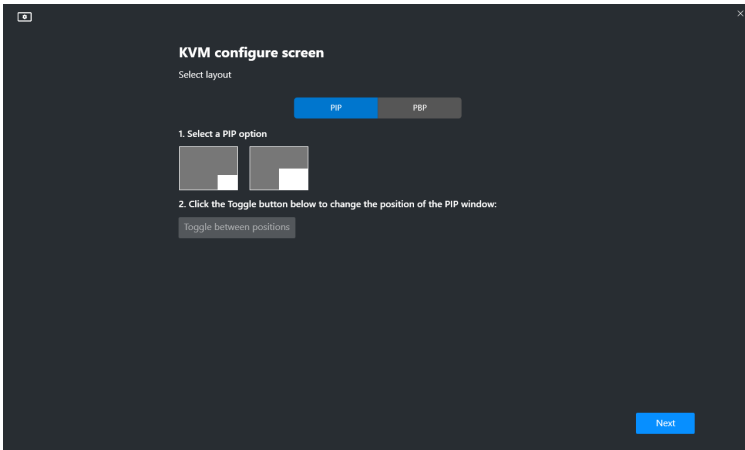 KVM configure screen
Select layout
PIP PBP
1. Select a PIP option
2. Click the Toggle button below to change the position of the PIP window:
Toggle between positions
Next